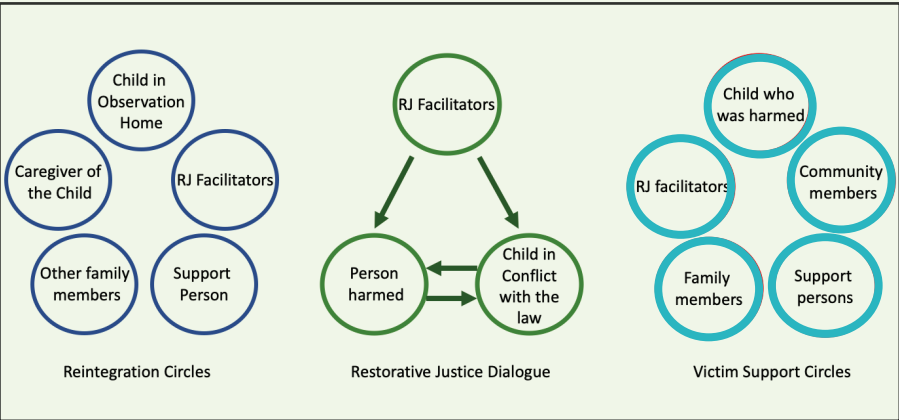 Child in
Observation
Home
Caregiver of
the Child
RJ Facilitators
Other family
members
Support
Person
Reintegration Circles
RJ Facilitators
Person
harmed
Child in
Conflict
with the
law
Restorative Justice Dialogue
Child who
was harmed
RJ facilitators
Community
members
Family
members
Support
persons
Victim Support Circles